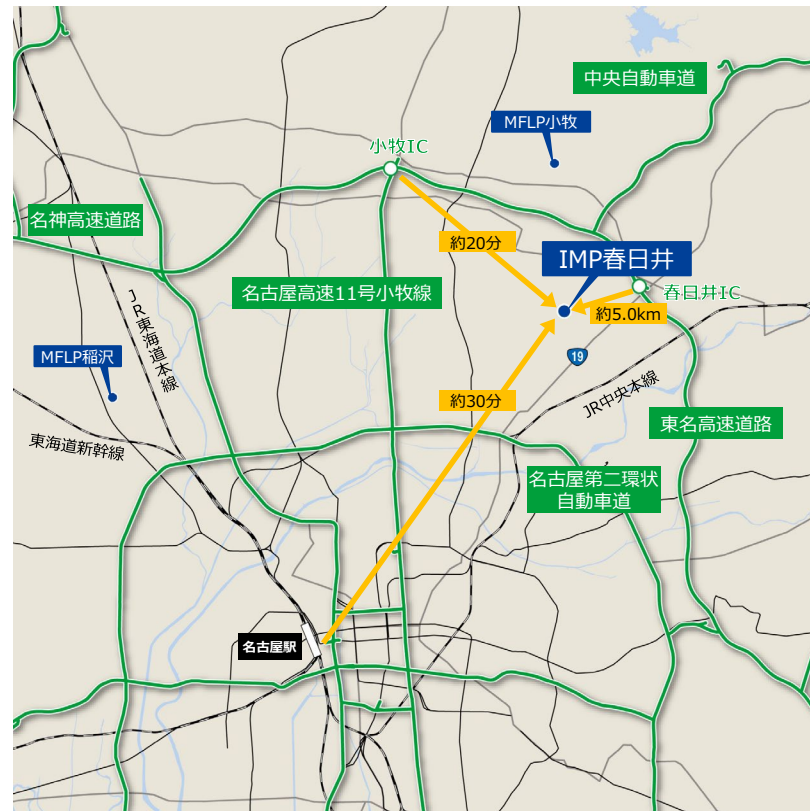 中央自動車道
MFLP小牧
小牧IC
名神高速道路
約20分
IMP春日井
名古屋高速11号小牧線
春日井IC
約5.0km
JR東海道本線
MFLP稲沢
19
約30分
JR中央本線
東名高速道路
東海道新幹線
名古屋第二環状
自動車道
名古屋駅